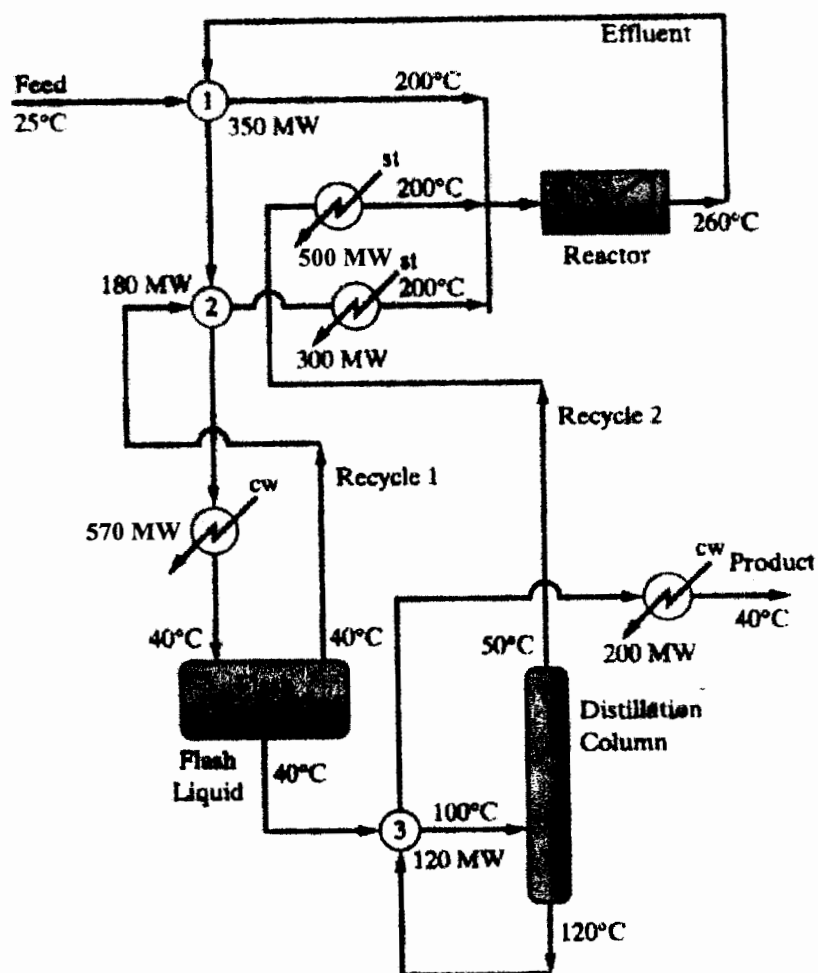 Effluent
Feed
25°C
1
200°C
350 MW
st
200°C
500 MW
260°C
Reactor
180 MW
2
st
200°C
300 MW
Recycle 2
Recycle 1
cw
570 MW
cw
Product
40°C
40°C
40°C
50°C
200 MW
Distillation
Column
Flash
Liquid
40°C
100°C
3
120 MW
120°C